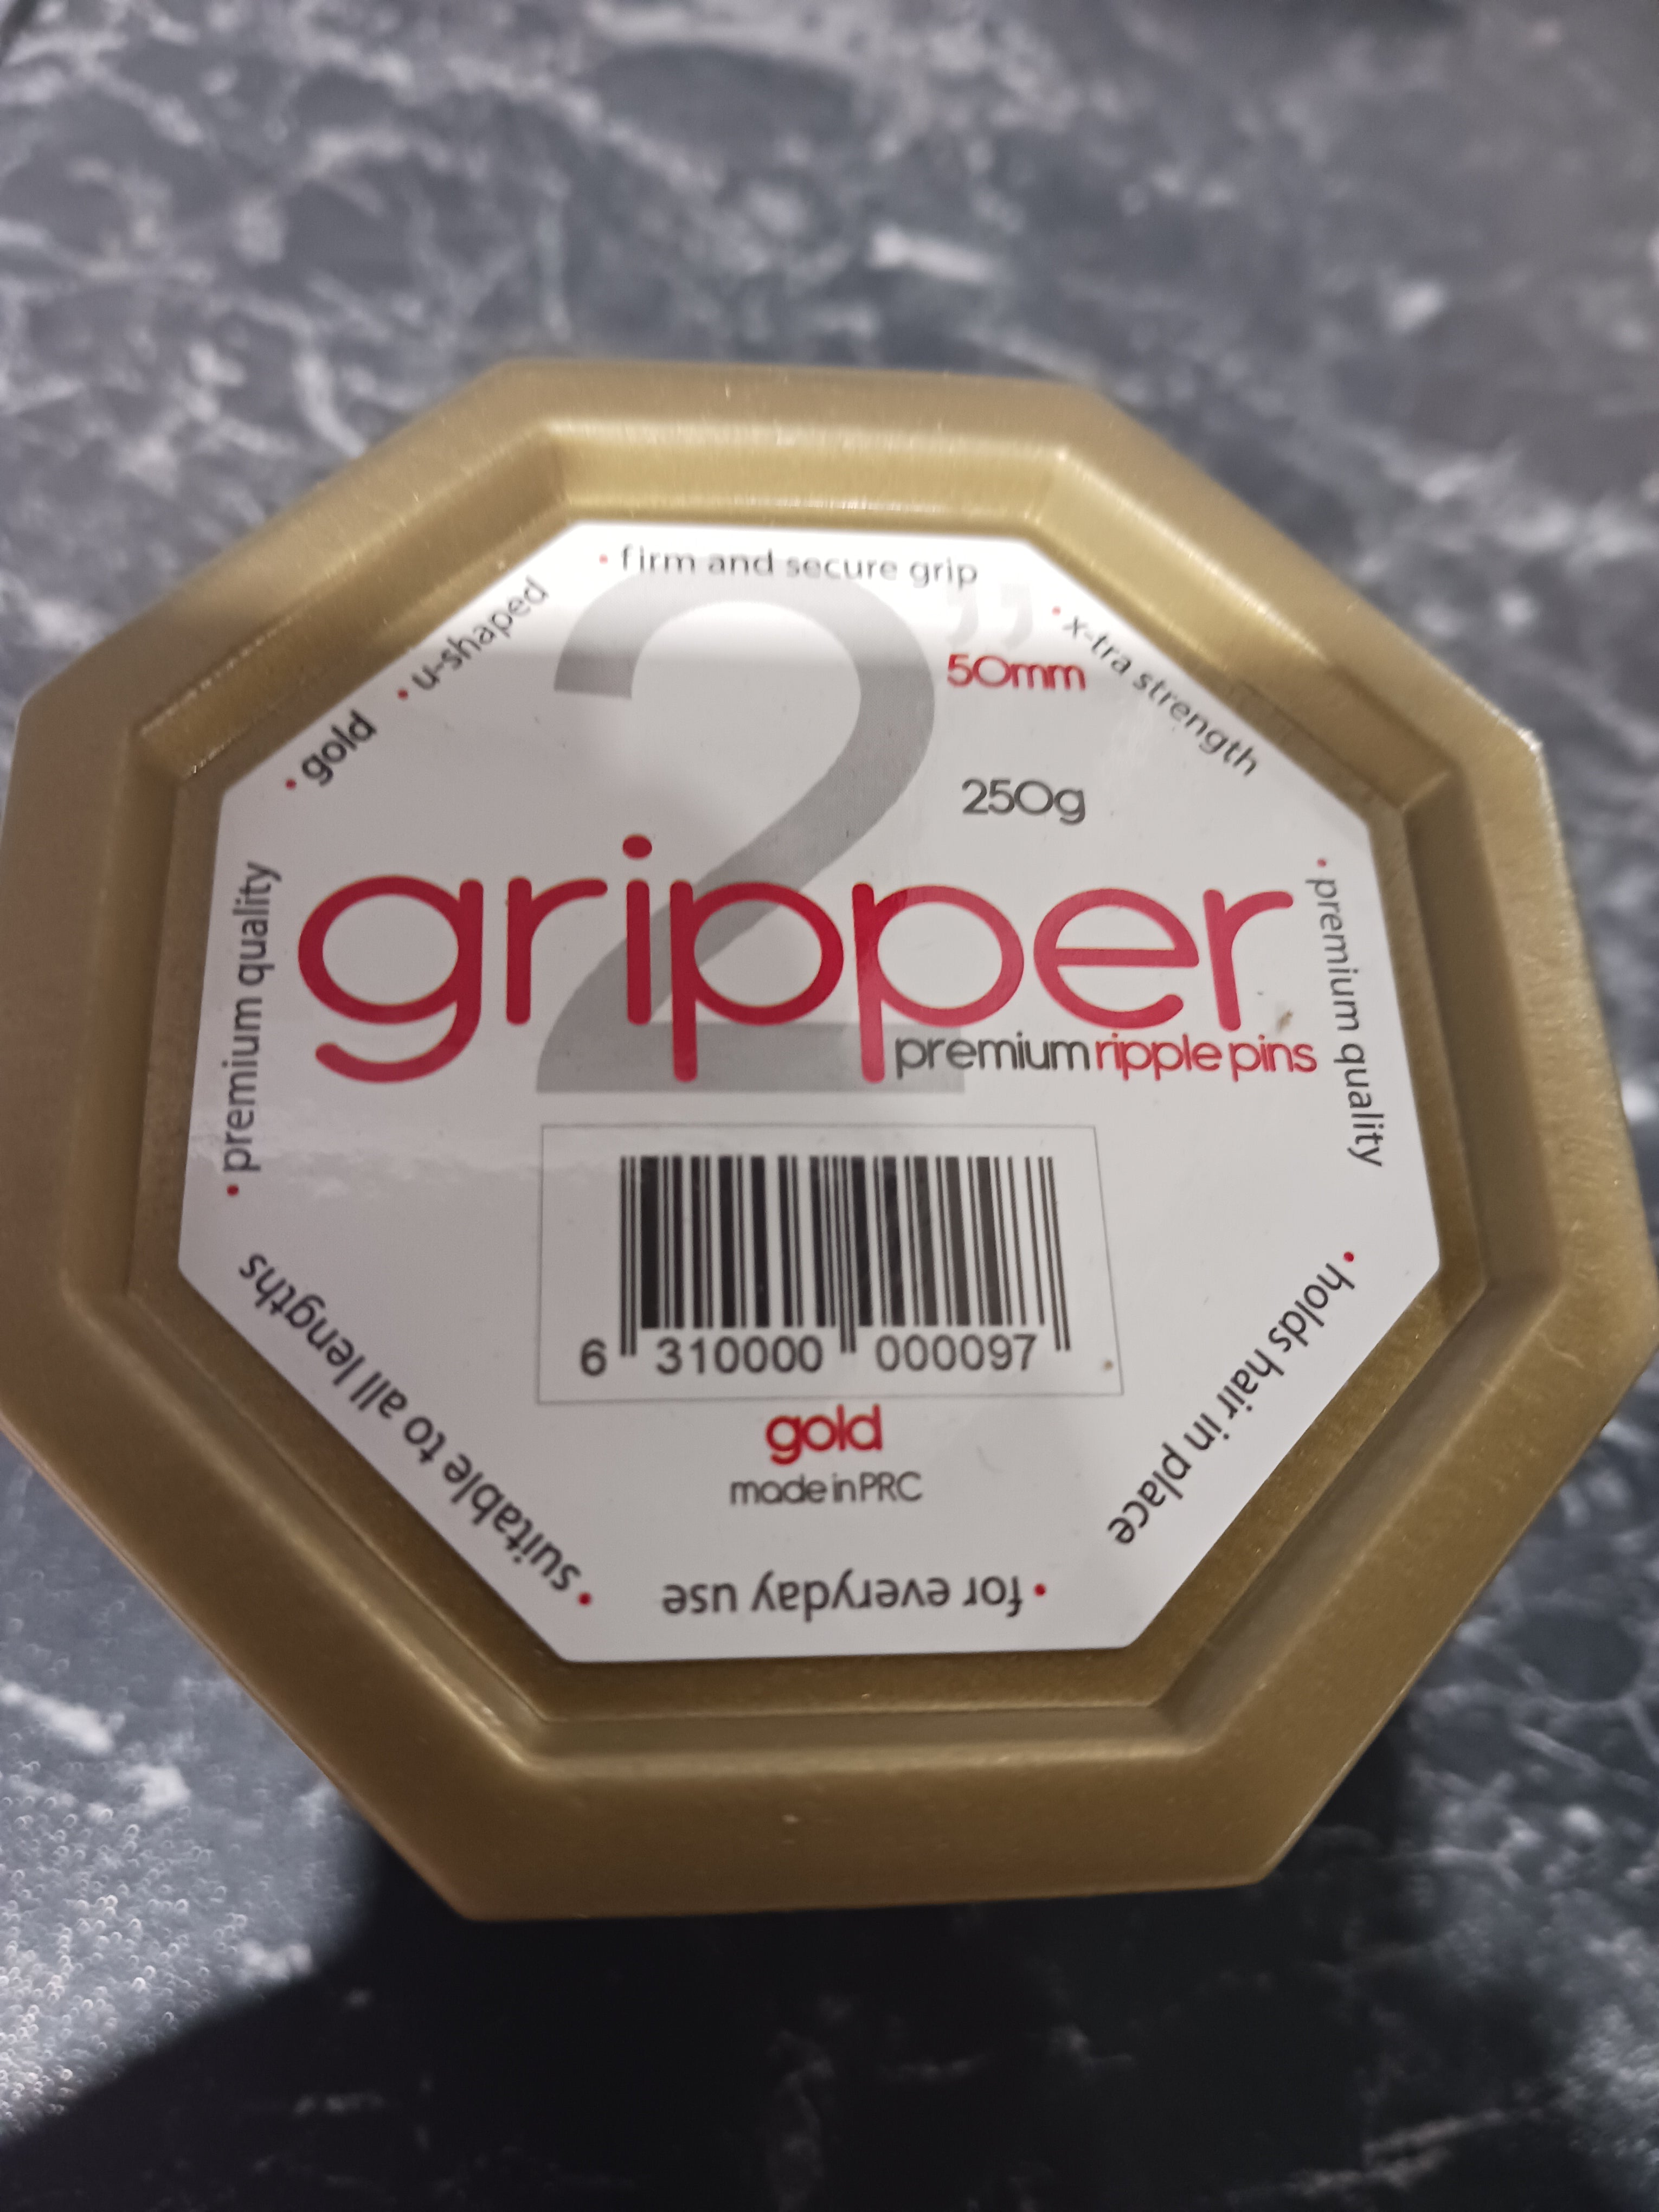 • firm and secure grip
• gold • u-shaped
• x-tra strength
2”
50mm
250g
gripper
premium ripple pins
• premium quality
• premium quality
6 310000 000097
gold
made in PRC
• suitable to all lengths
• for everyday use
• holds hair in place